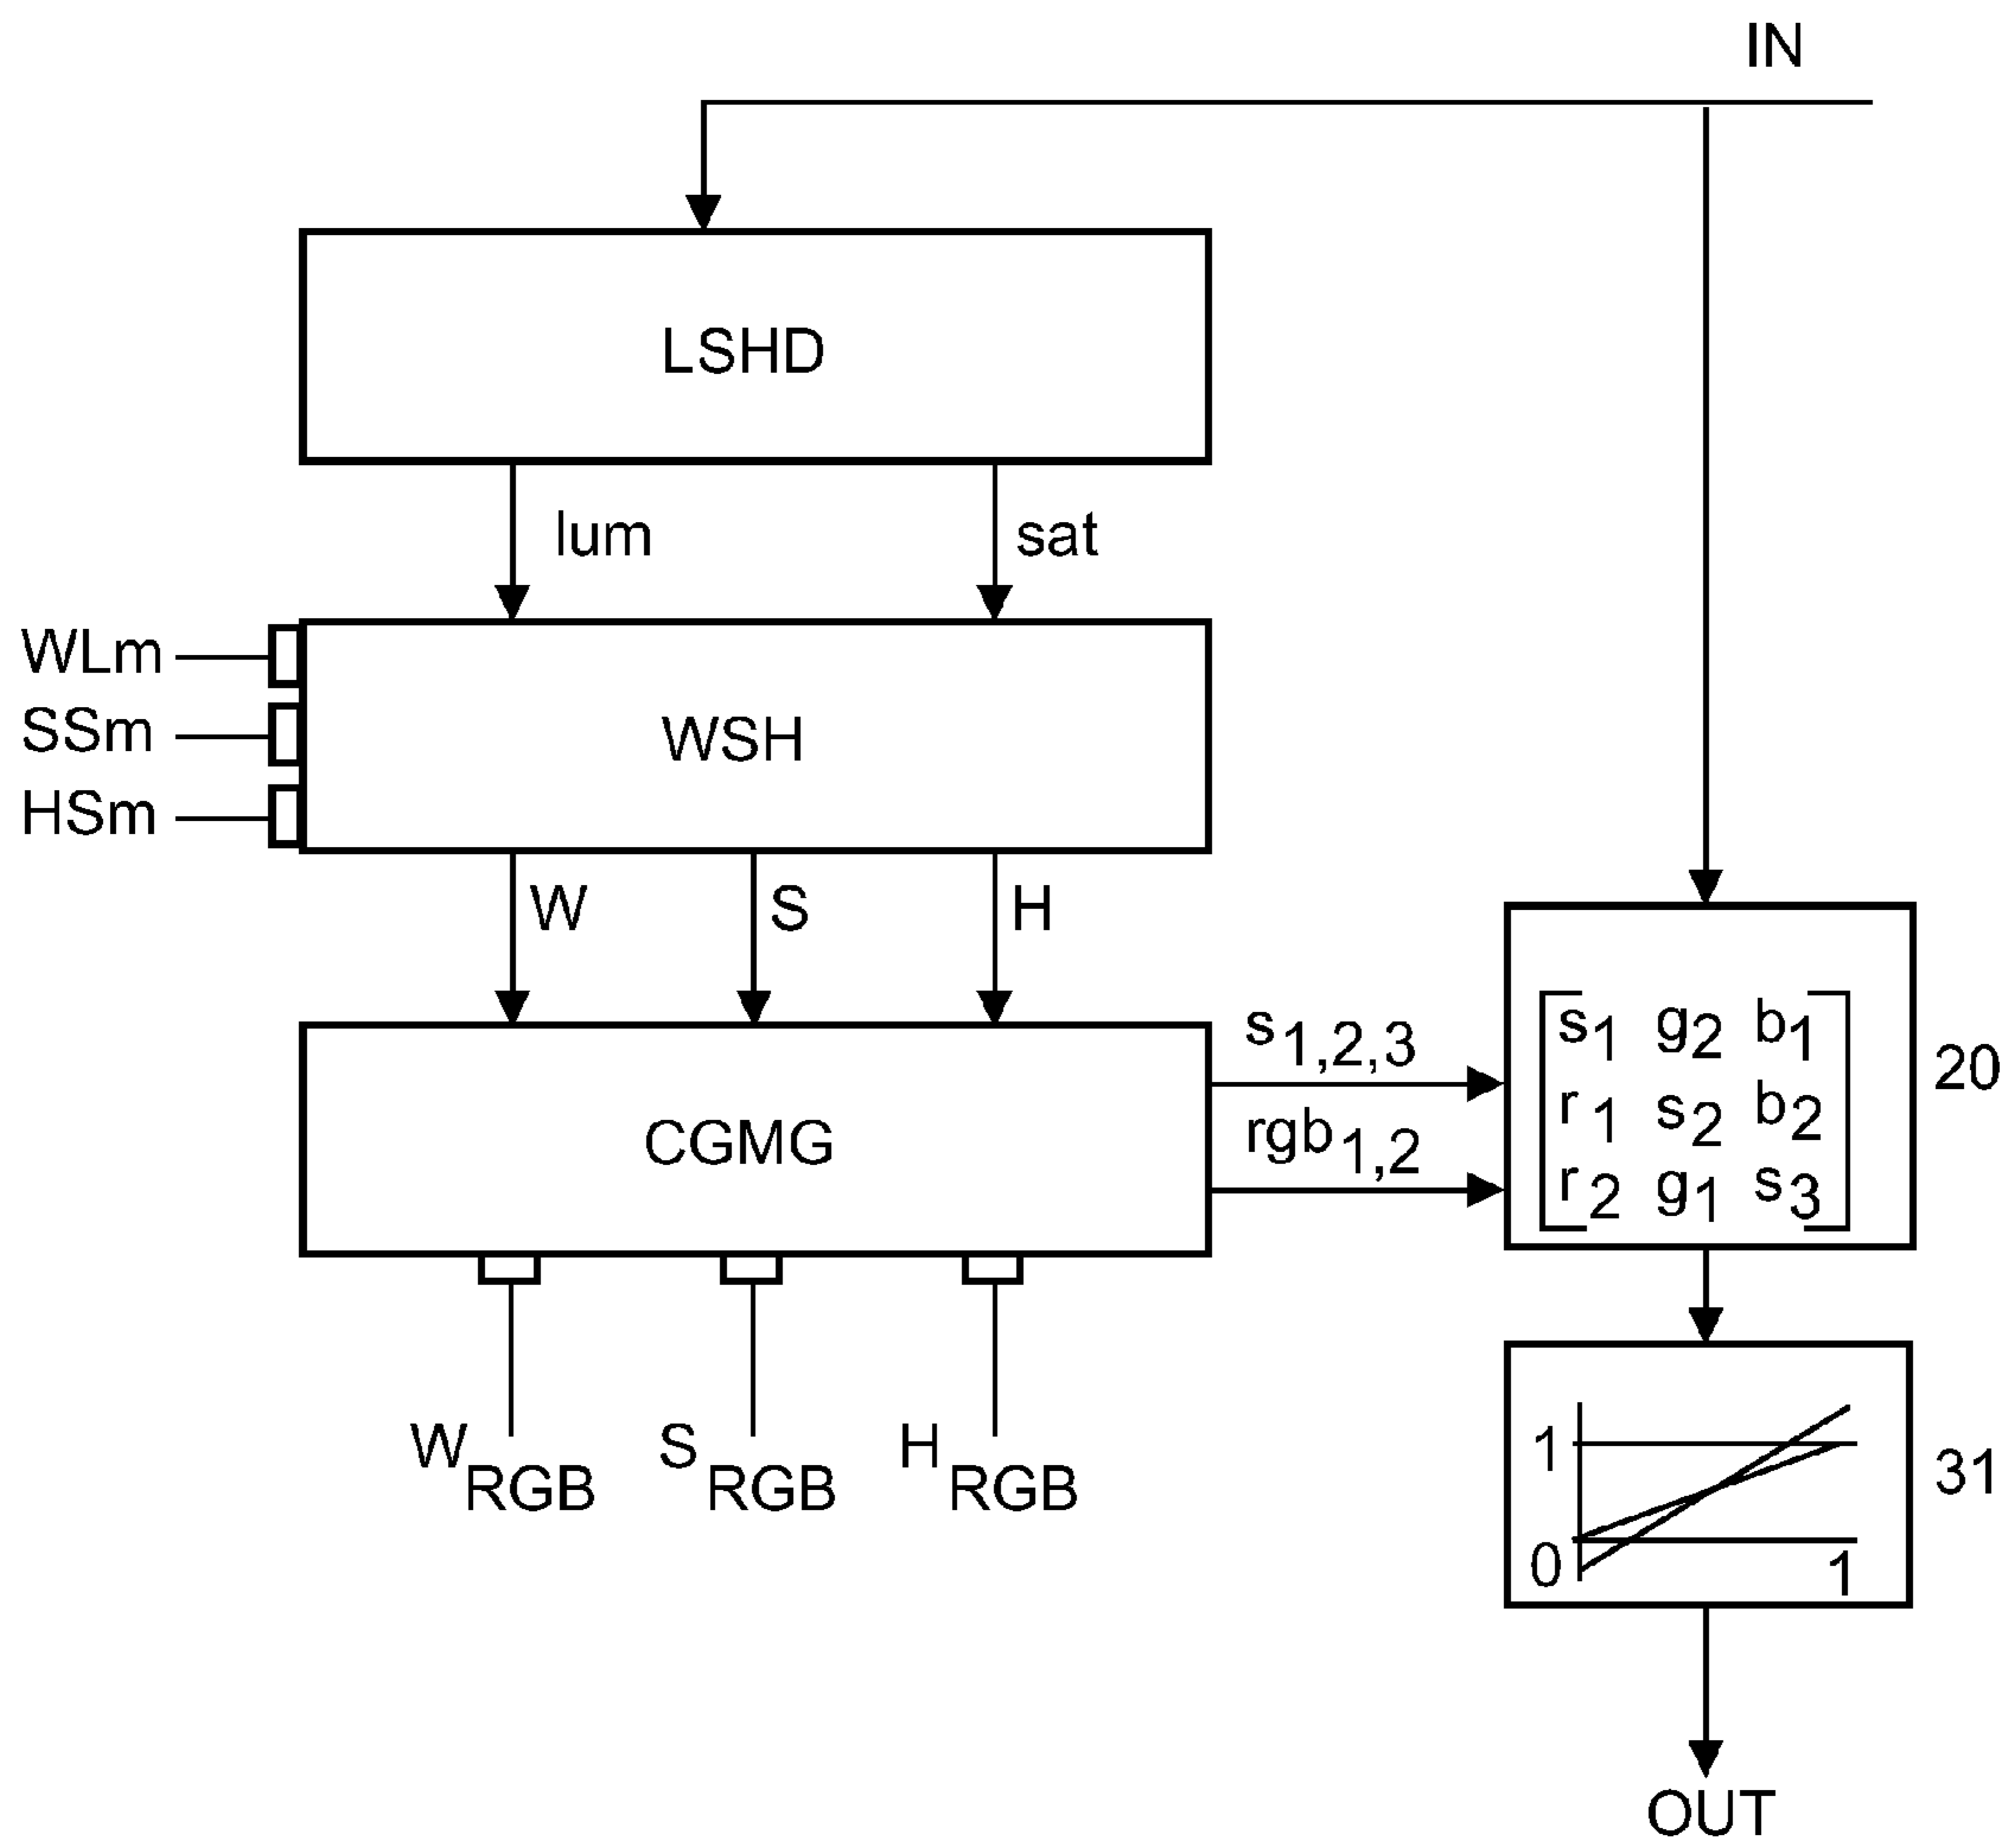 IN
LSHD
lum sat
WLm
SSm
HSm
WSH
W S H
CGMG
s1,2,3
rgb1,2
s1 g2 b1
r1 s2 b2
r2 g1 s3
20
WRGB SRGB HRGB
1
0 1
31
OUT